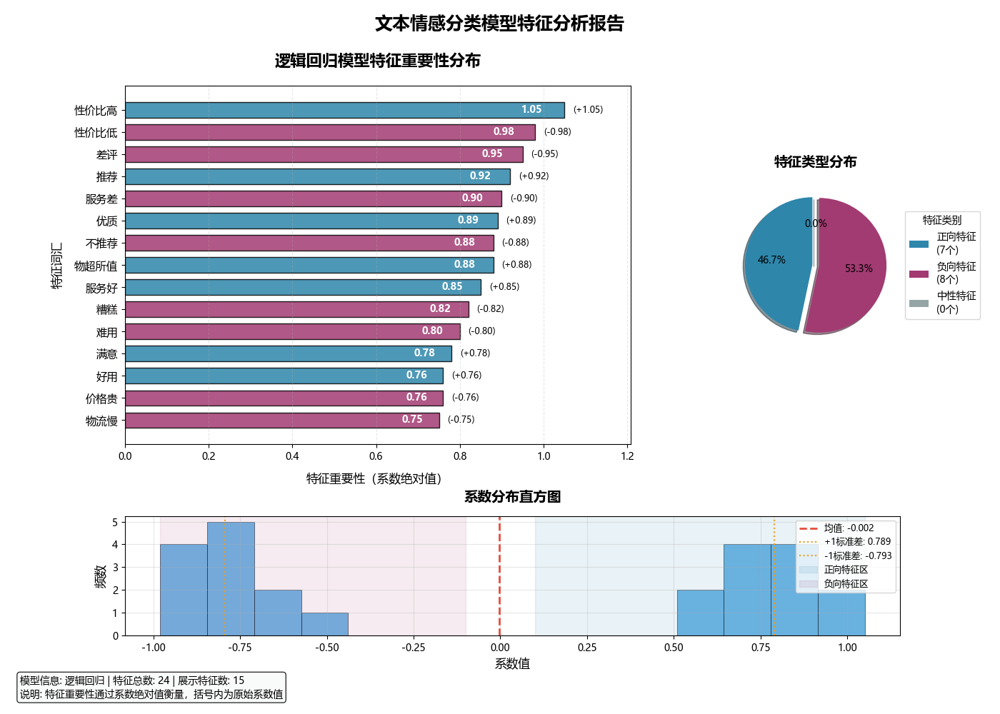 文本情感分类模型特征分析报告
逻辑回归模型特征重要性分布
特征词汇
性价比高 1.05 (+1.05)
性价比低 0.98 (-0.98)
差评 0.95 (-0.95)
推荐 0.92 (+0.92)
服务差 0.90 (-0.90)
优质 0.89 (+0.89)
不推荐 0.88 (-0.88)
物超所值 0.88 (+0.88)
服务好 0.85 (+0.85)
糟糕 0.82 (-0.82)
难用 0.80 (-0.80)
满意 0.78 (+0.78)
好用 0.76 (+0.76)
价格贵 0.76 (-0.76)
物流慢 0.75 (-0.75)
0.0 0.2 0.4 0.6 0.8 1.0 1.2
特征重要性（系数绝对值）
特征类型分布
0.0%
46.7%
53.3%
特征类别
正向特征
(7个)
负向特征
(8个)
中性特征
(0个)
系数分布直方图
频数
5
4
3
2
1
0
均值: -0.002
+1标准差: 0.789
-1标准差: -0.793
正向特征区
负向特征区
-1.00 -0.75 -0.50 -0.25 0.00 0.25 0.50 0.75 1.00
系数值
模型信息: 逻辑回归 | 特征总数: 24 | 展示特征数: 15
说明: 特征重要性通过系数绝对值衡量，括号内为原始系数值